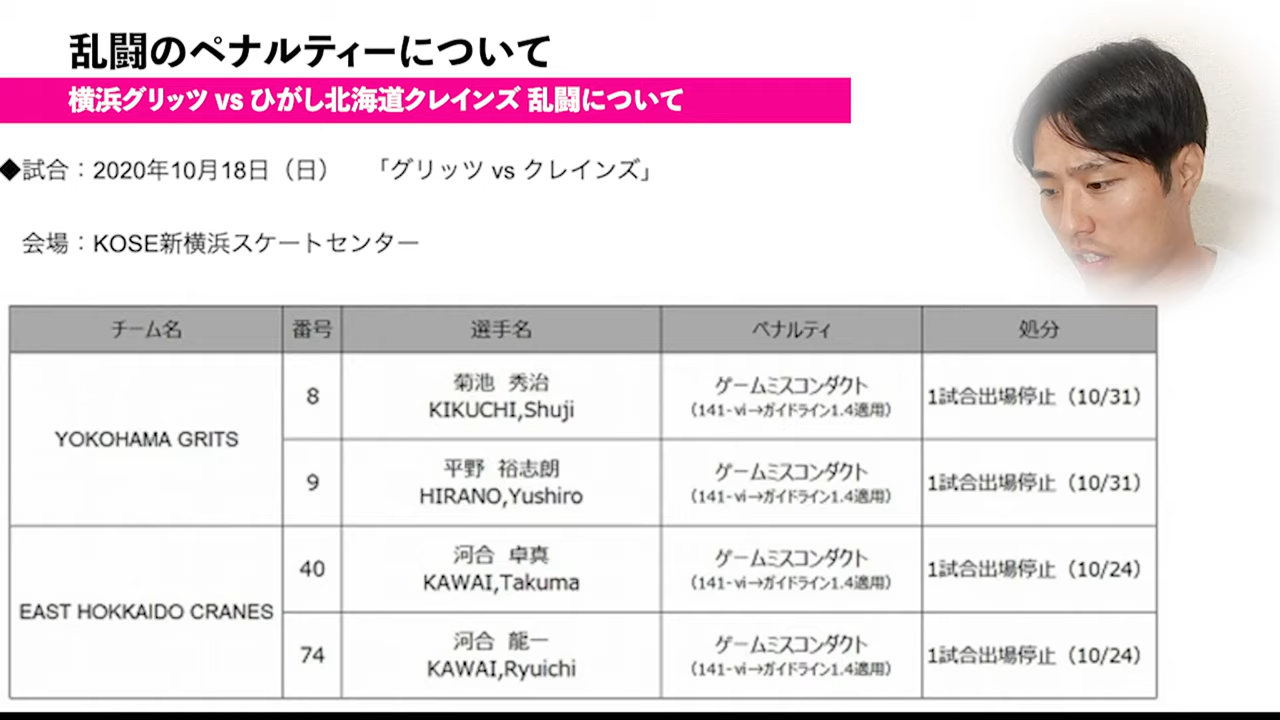 乱闘のペナルティーについて
横浜グリッツ vs ひがし北海道クレインズ 乱闘について
◆試合：2020年10月18日（日）　「グリッツ vs クレインズ」
会場：KOSE新横浜スケートセンター
チーム名 番号 選手名 ペナルティ 処分
YOKOHAMA GRITS
8 菊池 秀治 ゲームミスコンダクト 1試合出場停止（10/31）
KIKUCHI,Shuji （141-ⅵ→ガイドライン1.4適用）
9 平野 裕志朗 ゲームミスコンダクト 1試合出場停止（10/31）
HIRANO,Yushiro （141-ⅵ→ガイドライン1.4適用）
EAST HOKKAIDO CRANES
40 河合 卓真 ゲームミスコンダクト 1試合出場停止（10/24）
KAWAI,Takuma （141-ⅵ→ガイドライン1.4適用）
74 河合 龍一 ゲームミスコンダクト 1試合出場停止（10/24）
KAWAI,Ryuichi （141-ⅵ→ガイドライン1.4適用）